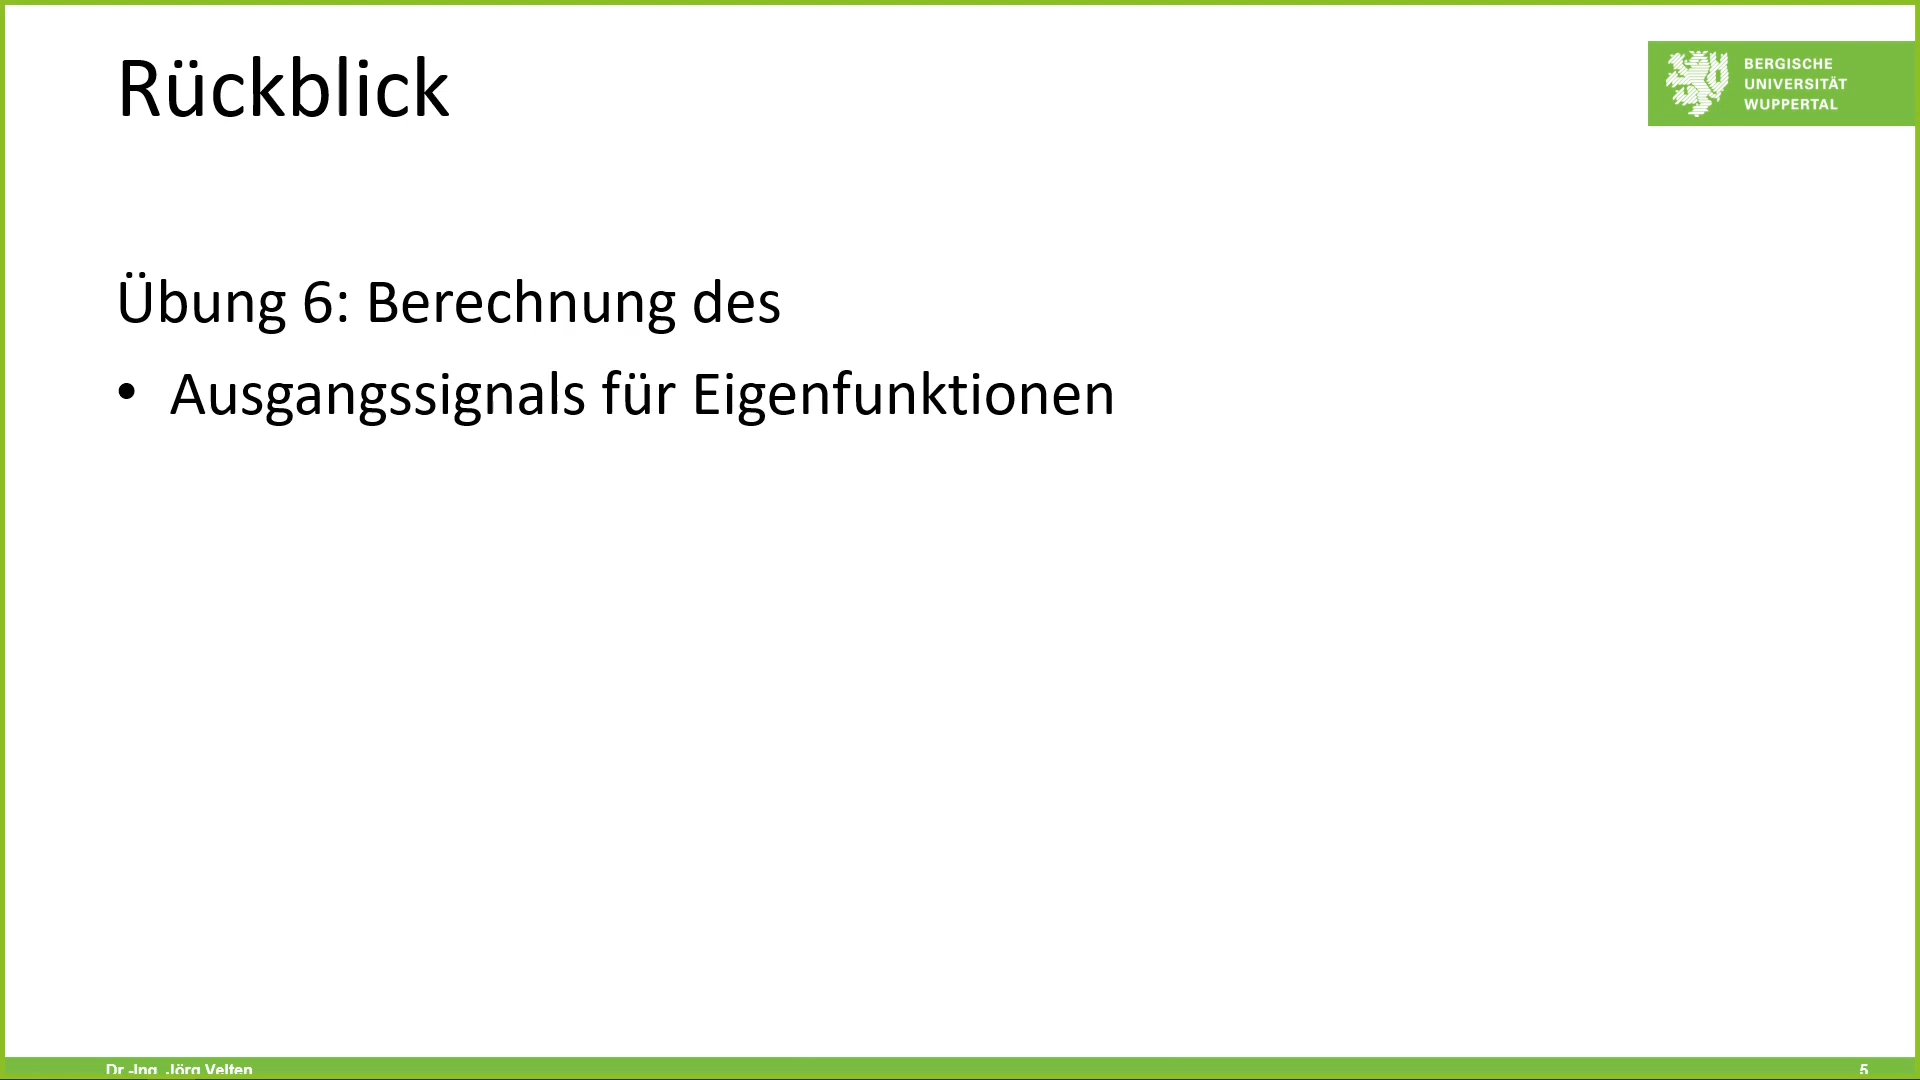 Rückblick
BERGISCHE
UNIVERSITÄT
WUPPERTAL
Übung 6: Berechnung des
• Ausgangssignals für Eigenfunktionen
Dr.-Ing. Jörg Velten
5